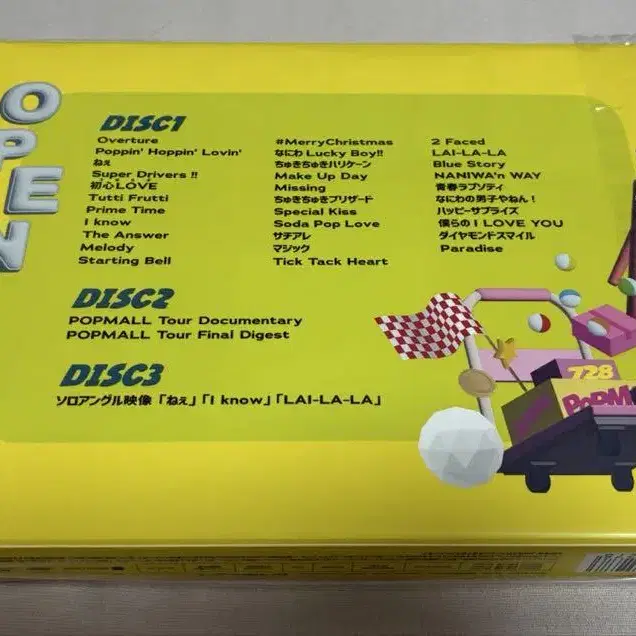 OPEN
DISC1
Overture
Poppin' Hoppin' Lovin'
ねぇ
Super Drivers !!
初心LOVE
Tutti Frutti
Prime Time
I know
The Answer
Melody
Starting Bell
#MerryChristmas
なにわ Lucky Boy!!
ちゅきちゅきハリケーン
Make Up Day
Missing
ちゅきちゅきブリザード
Special Kiss
Soda Pop Love
サチアレ
マジック
Tick Tack Heart
2 Faced
LAI-LA-LA
Blue Story
NANIWA'n WAY
青春ラプソディ
なにわの男子やねん!
ハッピーサプライズ
僕らの I LOVE YOU
ダイヤモンドスマイル
Paradise
DISC2
POPMALL Tour Documentary
POPMALL Tour Final Digest
DISC3
ソロアングル映像「ねぇ」「I know」「LAI-LA-LA」
728
POPM